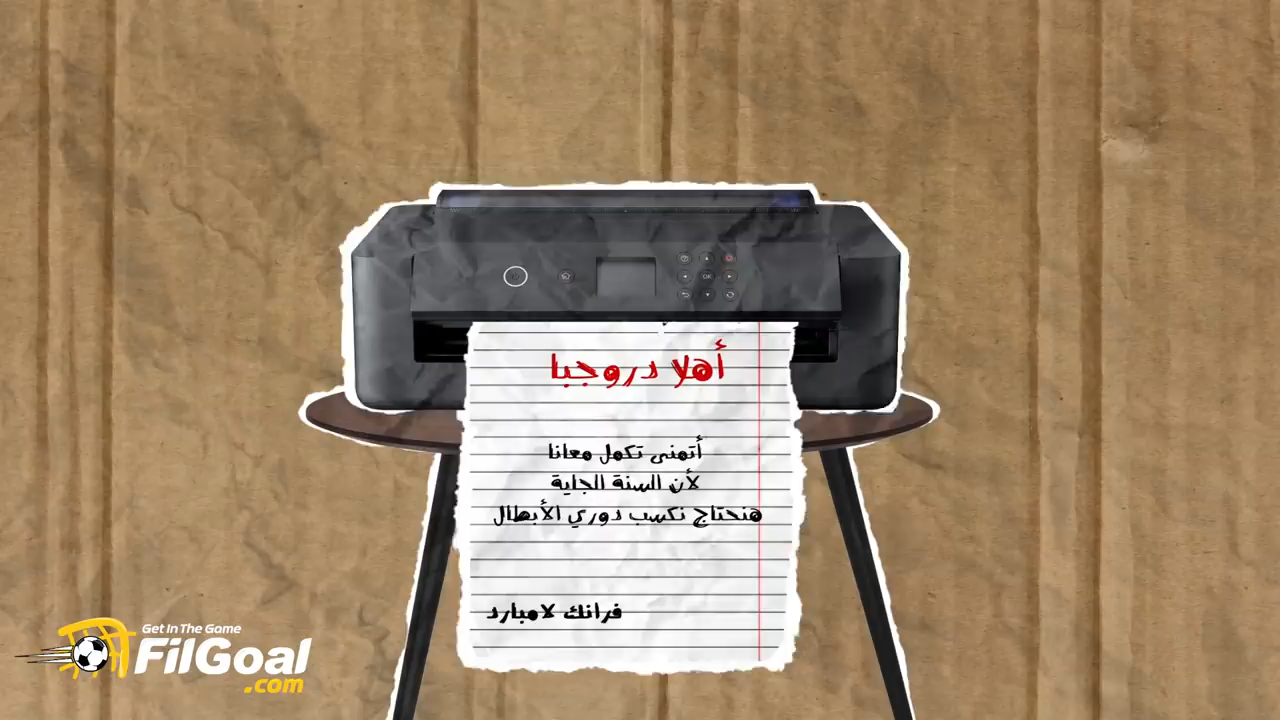 أهلا دروجبا
أتمنى تكمل معانا
لأن السنة الجاية
هنحتاج نكسب دوري الأبطال
فرانك لامبارد
OK
Get In The Game
FilGoal
.com